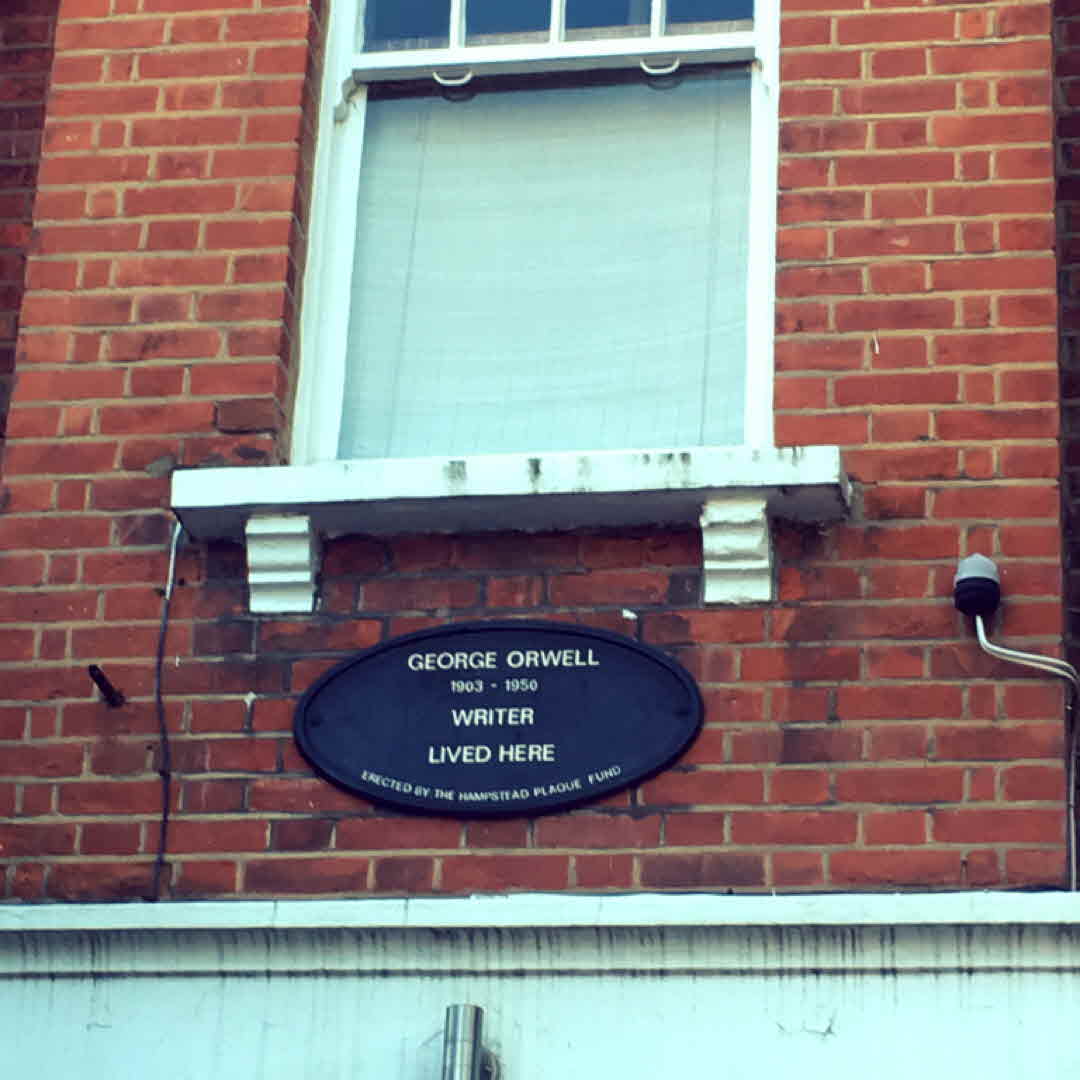 GEORGE ORWELL
1903 - 1950
WRITER
LIVED HERE
ERECTED BY THE HAMPSTEAD PLAQUE FUND